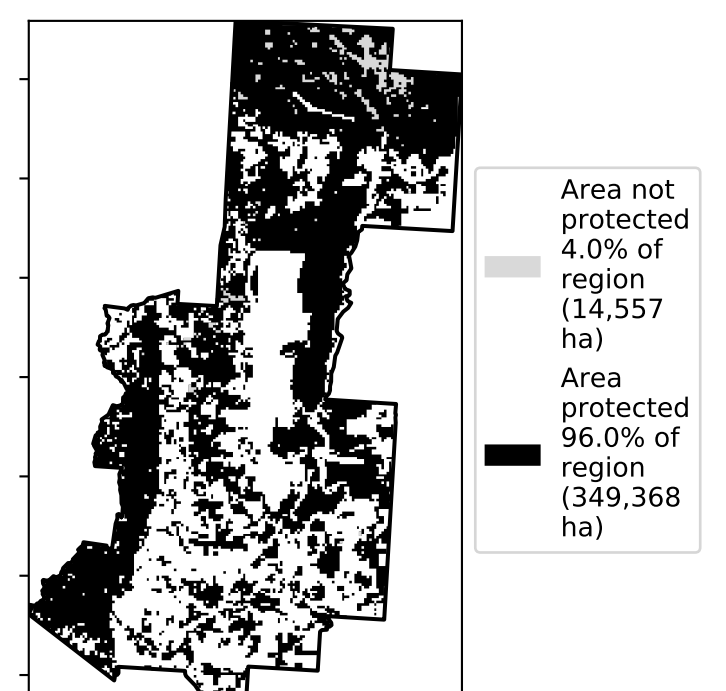 Area not
protected
4.0% of
region
(14,557
ha)
Area
protected
96.0% of
region
(349,368
ha)